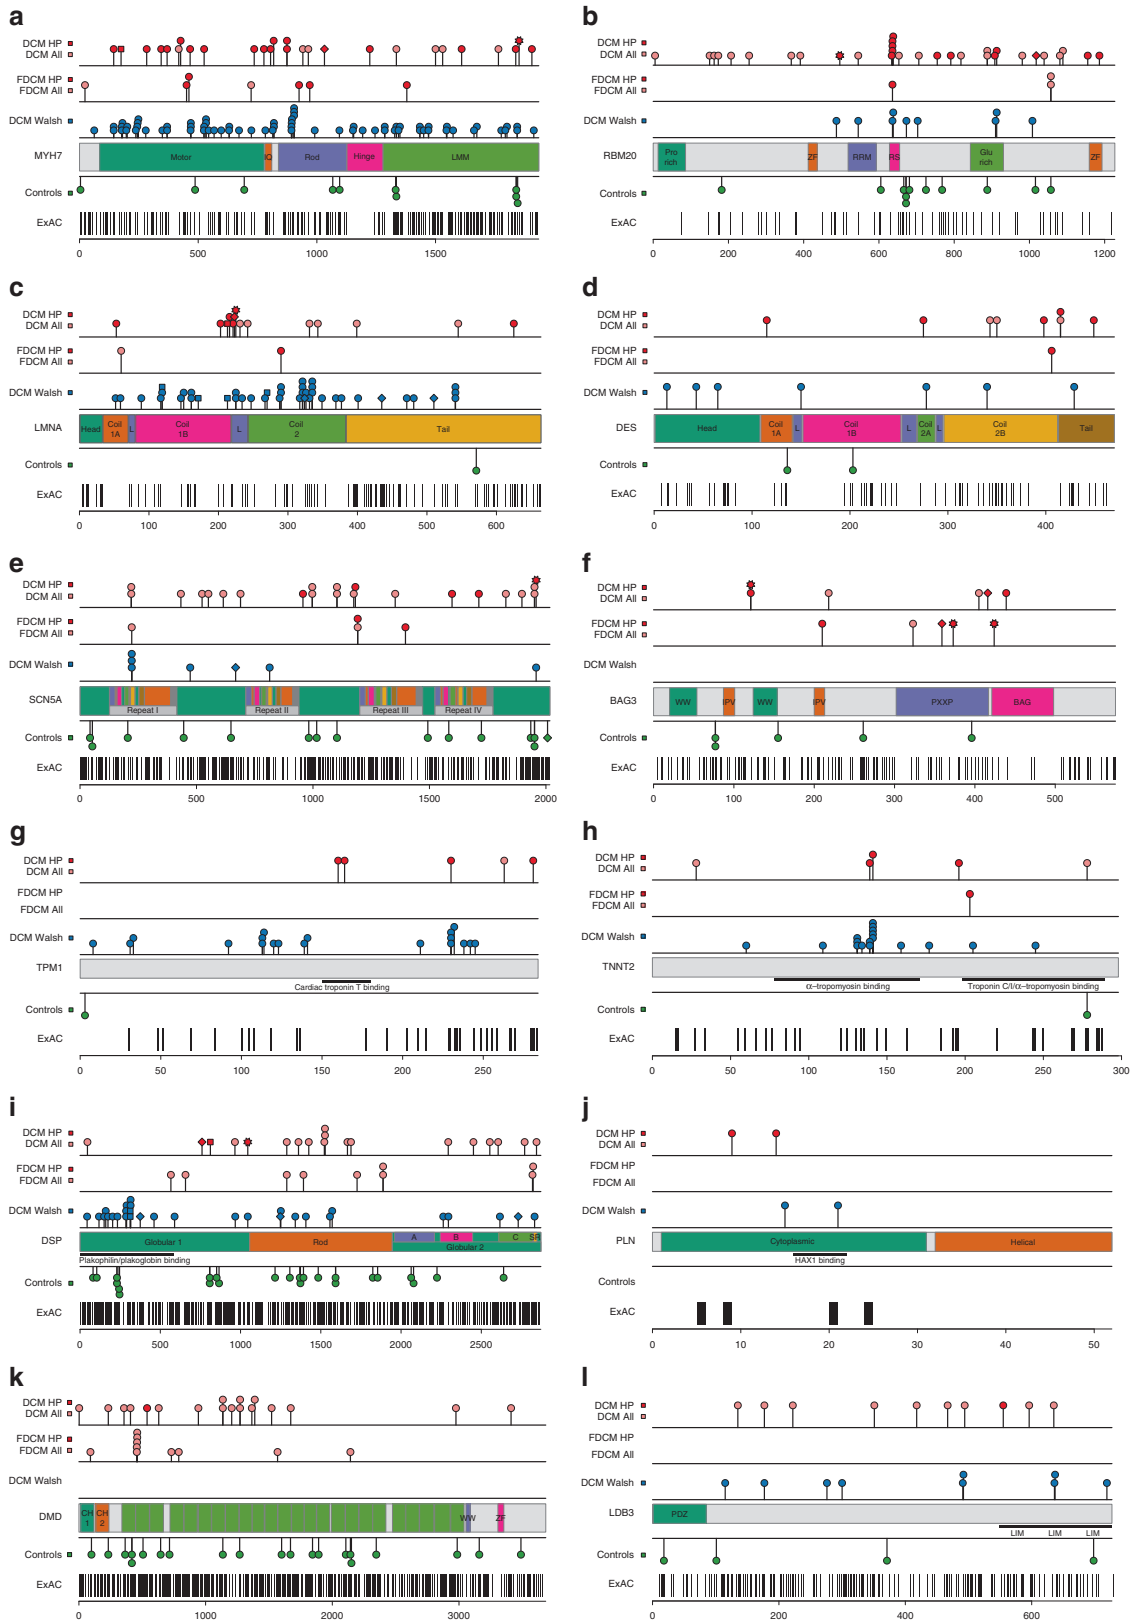 a
DCM HP
DCM All
FDCM HP
FDCM All
DCM Walsh
MYH7
Motor
IQ
Rod
Hinge
LMM
Controls
ExAC
0 500 1000 1500
b
DCM HP
DCM All
FDCM HP
FDCM All
DCM Walsh
RBM20
Pro rich
ZF
RRM
RS
Glu rich
ZF
Controls
ExAC
0 200 400 600 800 1000 1200
c
DCM HP
DCM All
FDCM HP
FDCM All
DCM Walsh
LMNA
Head
Coil 1A
L
Coil 1B
L
Coil 2
Tail
Controls
ExAC
0 100 200 300 400 500 600
d
DCM HP
DCM All
FDCM HP
FDCM All
DCM Walsh
DES
Head
Coil 1A
L
Coil 1B
L
Coil 2A
L
Coil 2B
Tail
Controls
ExAC
0 100 200 300 400
e
DCM HP
DCM All
FDCM HP
FDCM All
DCM Walsh
SCN5A
Repeat I
Repeat II
Repeat III
Repeat IV
Controls
ExAC
0 500 1000 1500 2000
f
DCM HP
DCM All
FDCM HP
FDCM All
DCM Walsh
BAG3
WW
IPV
WW
IPV
PXXP
BAG
Controls
ExAC
0 100 200 300 400 500
g
DCM HP
DCM All
FDCM HP
FDCM All
DCM Walsh
TPM1
Cardiac troponin T binding
Controls
ExAC
0 50 100 150 200 250
h
DCM HP
DCM All
FDCM HP
FDCM All
DCM Walsh
TNNT2
α−tropomyosin binding
Troponin C/I/α−tropomyosin binding
Controls
ExAC
0 50 100 150 200 250 300
i
DCM HP
DCM All
FDCM HP
FDCM All
DCM Walsh
DSP
Globular 1
Rod
A
B
C
SR
Globular 2
Plakophilin/plakoglobin binding
Controls
ExAC
0 500 1000 1500 2000 2500
j
DCM HP
DCM All
FDCM HP
FDCM All
DCM Walsh
PLN
Cytoplasmic
Helical
HAX1 binding
Controls
ExAC
0 10 20 30 40 50
k
DCM HP
DCM All
FDCM HP
FDCM All
DCM Walsh
DMD
CH 1
CH 2
WW
ZF
Controls
ExAC
0 1000 2000 3000
l
DCM HP
DCM All
FDCM HP
FDCM All
DCM Walsh
LDB3
PDZ
LIM
LIM
LIM
Controls
ExAC
0 200 400 600